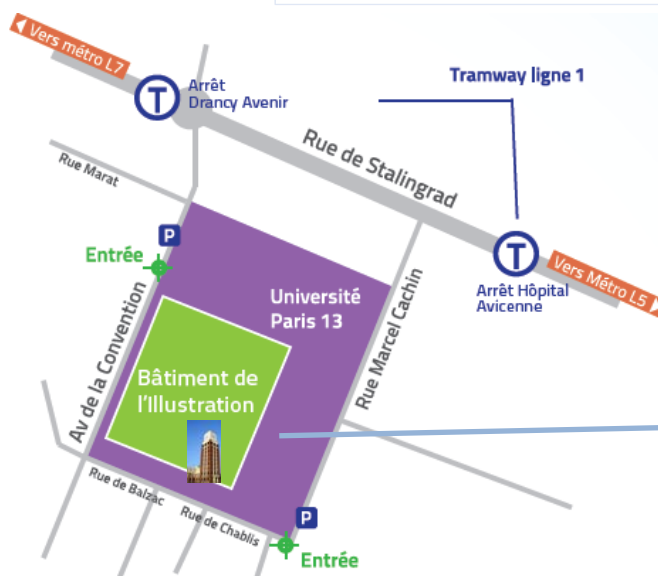 Vers métro L7
T
Arrêt
Drancy Avenir
Tramway ligne 1
Rue de Stalingrad
Rue Marat
P
Entrée
T
Vers Métro L5
Arrêt Hôpital
Avicenne
Université
Paris 13
Rue Marcel Cachin
Av de la Convention
Bâtiment de
l'Illustration
Rue de Balzac
Rue de Chablis
P
Entrée